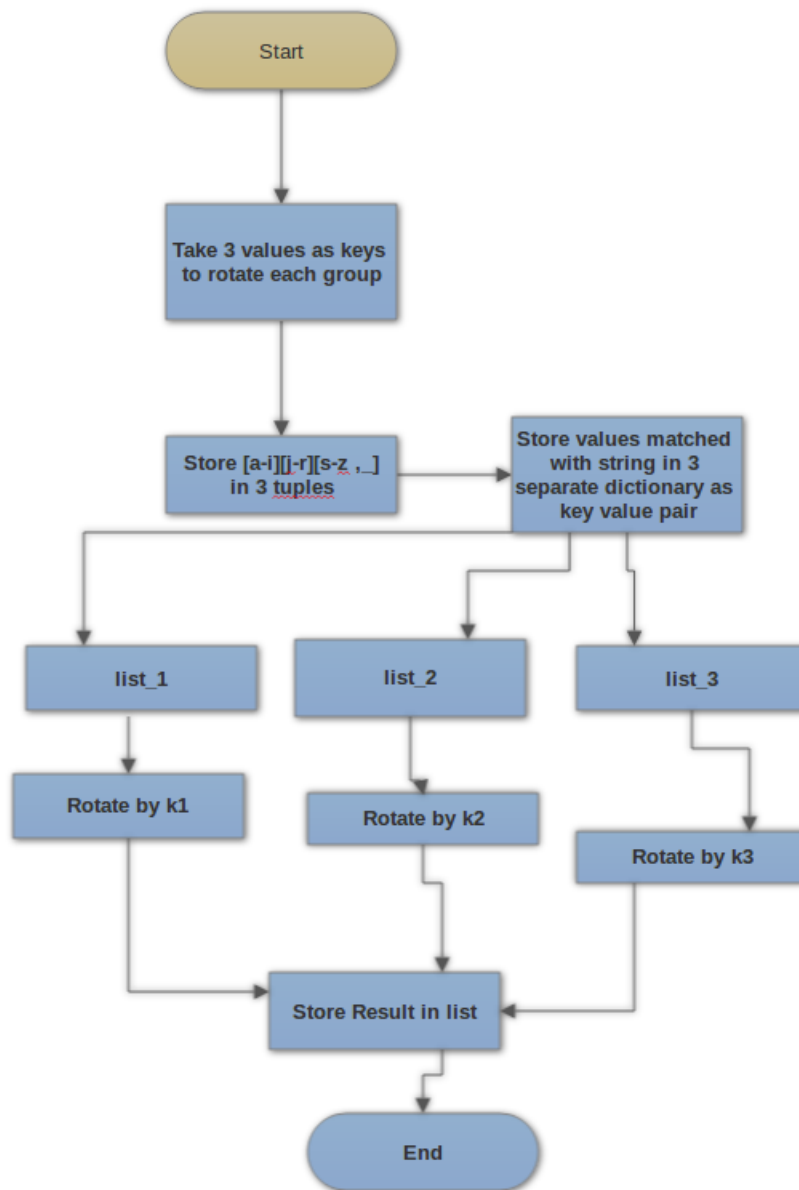 Start
Take 3 values as keys
to rotate each group
Store [a-i][j-r][s-z ,_]
in 3 tuples
Store values matched
with string in 3
separate dictionary as
key value pair
list_1
list_2
list_3
Rotate by k1
Rotate by k2
Rotate by k3
Store Result in list
End